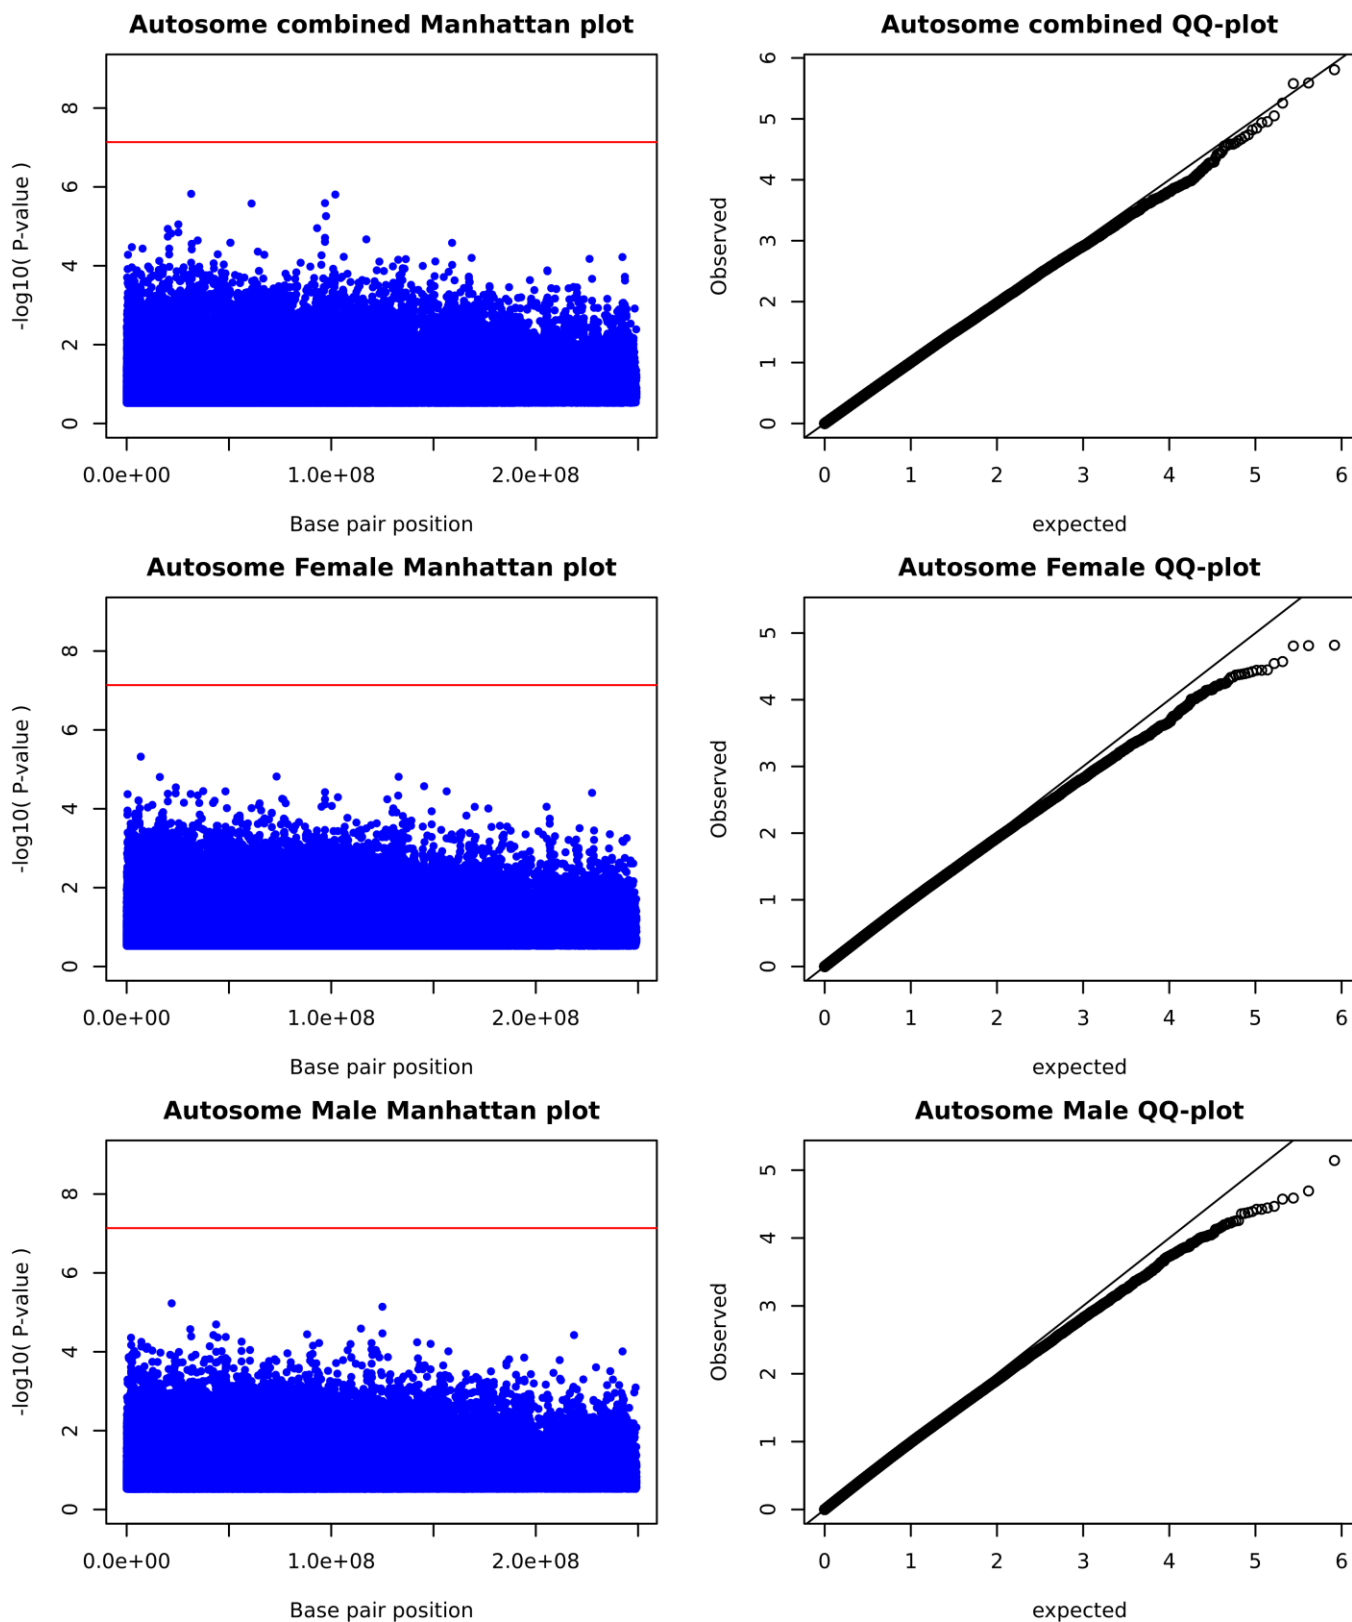 Autosome combined Manhattan plot
-log10( P-value )
8
6
4
2
0
0.0e+00 1.0e+08 2.0e+08
Base pair position
Autosome combined QQ-plot
Observed
6
5
4
3
2
1
0
0 1 2 3 4 5 6
expected
Autosome Female Manhattan plot
-log10( P-value )
8
6
4
2
0
0.0e+00 1.0e+08 2.0e+08
Base pair position
Autosome Female QQ-plot
Observed
5
4
3
2
1
0
0 1 2 3 4 5 6
expected
Autosome Male Manhattan plot
-log10( P-value )
8
6
4
2
0
0.0e+00 1.0e+08 2.0e+08
Base pair position
Autosome Male QQ-plot
Observed
5
4
3
2
1
0
0 1 2 3 4 5 6
expected